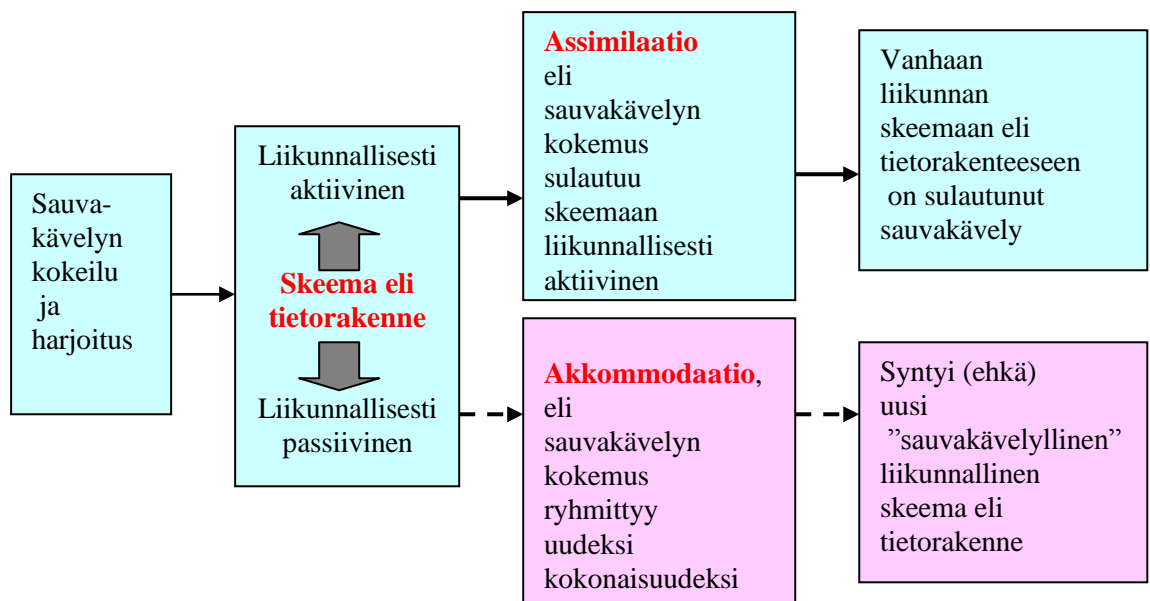 Sauva-
kävelyn
kokeilu
ja
harjoitus
Liikunnallisesti
aktiivinen
Skeema eli
tietorakenne
Liikunnallisesti
passiivinen
Assimilaatio
eli
sauvakävelyn
kokemus
sulautuu
skeemaan
liikunnallisesti
aktiivinen
Vanhaan
liikunnan
skeemaan eli
tietorakenteeseen
on sulautunut
sauvakävely
Akkommodaatio,
eli
sauvakävelyn
kokemus
ryhmittyy
uudeksi
kokonaisuudeksi
Syntyi (ehkä)
uusi
”sauvakävelyllinen”
liikunnallinen
skeema eli
tietorakenne